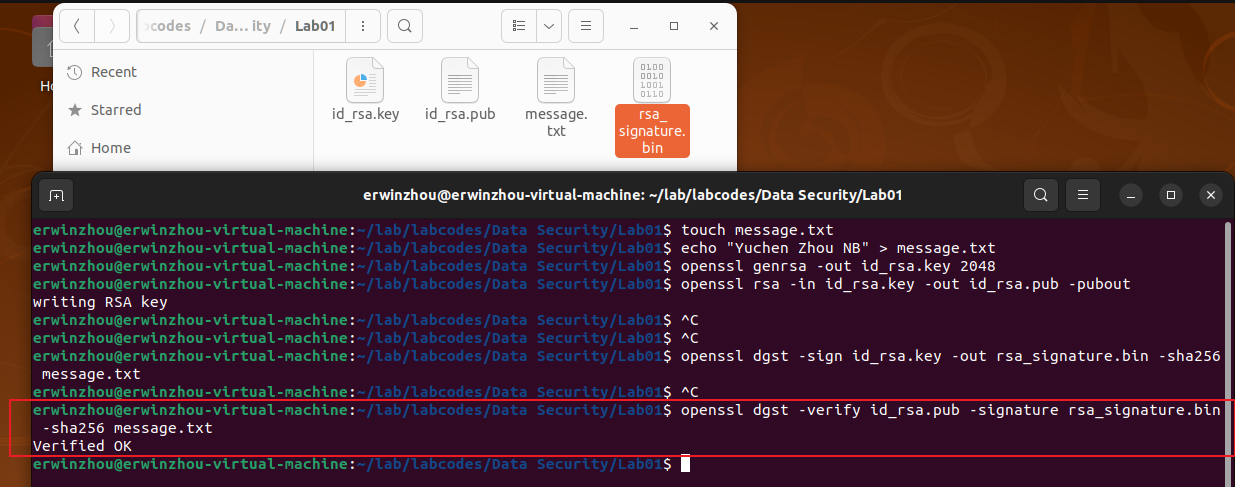 ocodes / Da… ity / Lab01
Recent
Starred
Home
id_rsa.key
id_rsa.pub
message.
txt
rsa_
signature.
bin
erwinzhou@erwinzhou-virtual-machine: ~/lab/labcodes/Data Security/Lab01
erwinzhou@erwinzhou-virtual-machine:~/lab/labcodes/Data Security/Lab01$ touch message.txt
erwinzhou@erwinzhou-virtual-machine:~/lab/labcodes/Data Security/Lab01$ echo "Yuchen Zhou NB" > message.txt
erwinzhou@erwinzhou-virtual-machine:~/lab/labcodes/Data Security/Lab01$ openssl genrsa -out id_rsa.key 2048
erwinzhou@erwinzhou-virtual-machine:~/lab/labcodes/Data Security/Lab01$ openssl rsa -in id_rsa.key -out id_rsa.pub -pubout
writing RSA key
erwinzhou@erwinzhou-virtual-machine:~/lab/labcodes/Data Security/Lab01$ ^C
erwinzhou@erwinzhou-virtual-machine:~/lab/labcodes/Data Security/Lab01$ ^C
erwinzhou@erwinzhou-virtual-machine:~/lab/labcodes/Data Security/Lab01$ openssl dgst -sign id_rsa.key -out rsa_signature.bin -sha256
message.txt
erwinzhou@erwinzhou-virtual-machine:~/lab/labcodes/Data Security/Lab01$ ^C
erwinzhou@erwinzhou-virtual-machine:~/lab/labcodes/Data Security/Lab01$ openssl dgst -verify id_rsa.pub -signature rsa_signature.bin
-sha256 message.txt
Verified OK
erwinzhou@erwinzhou-virtual-machine:~/lab/labcodes/Data Security/Lab01$